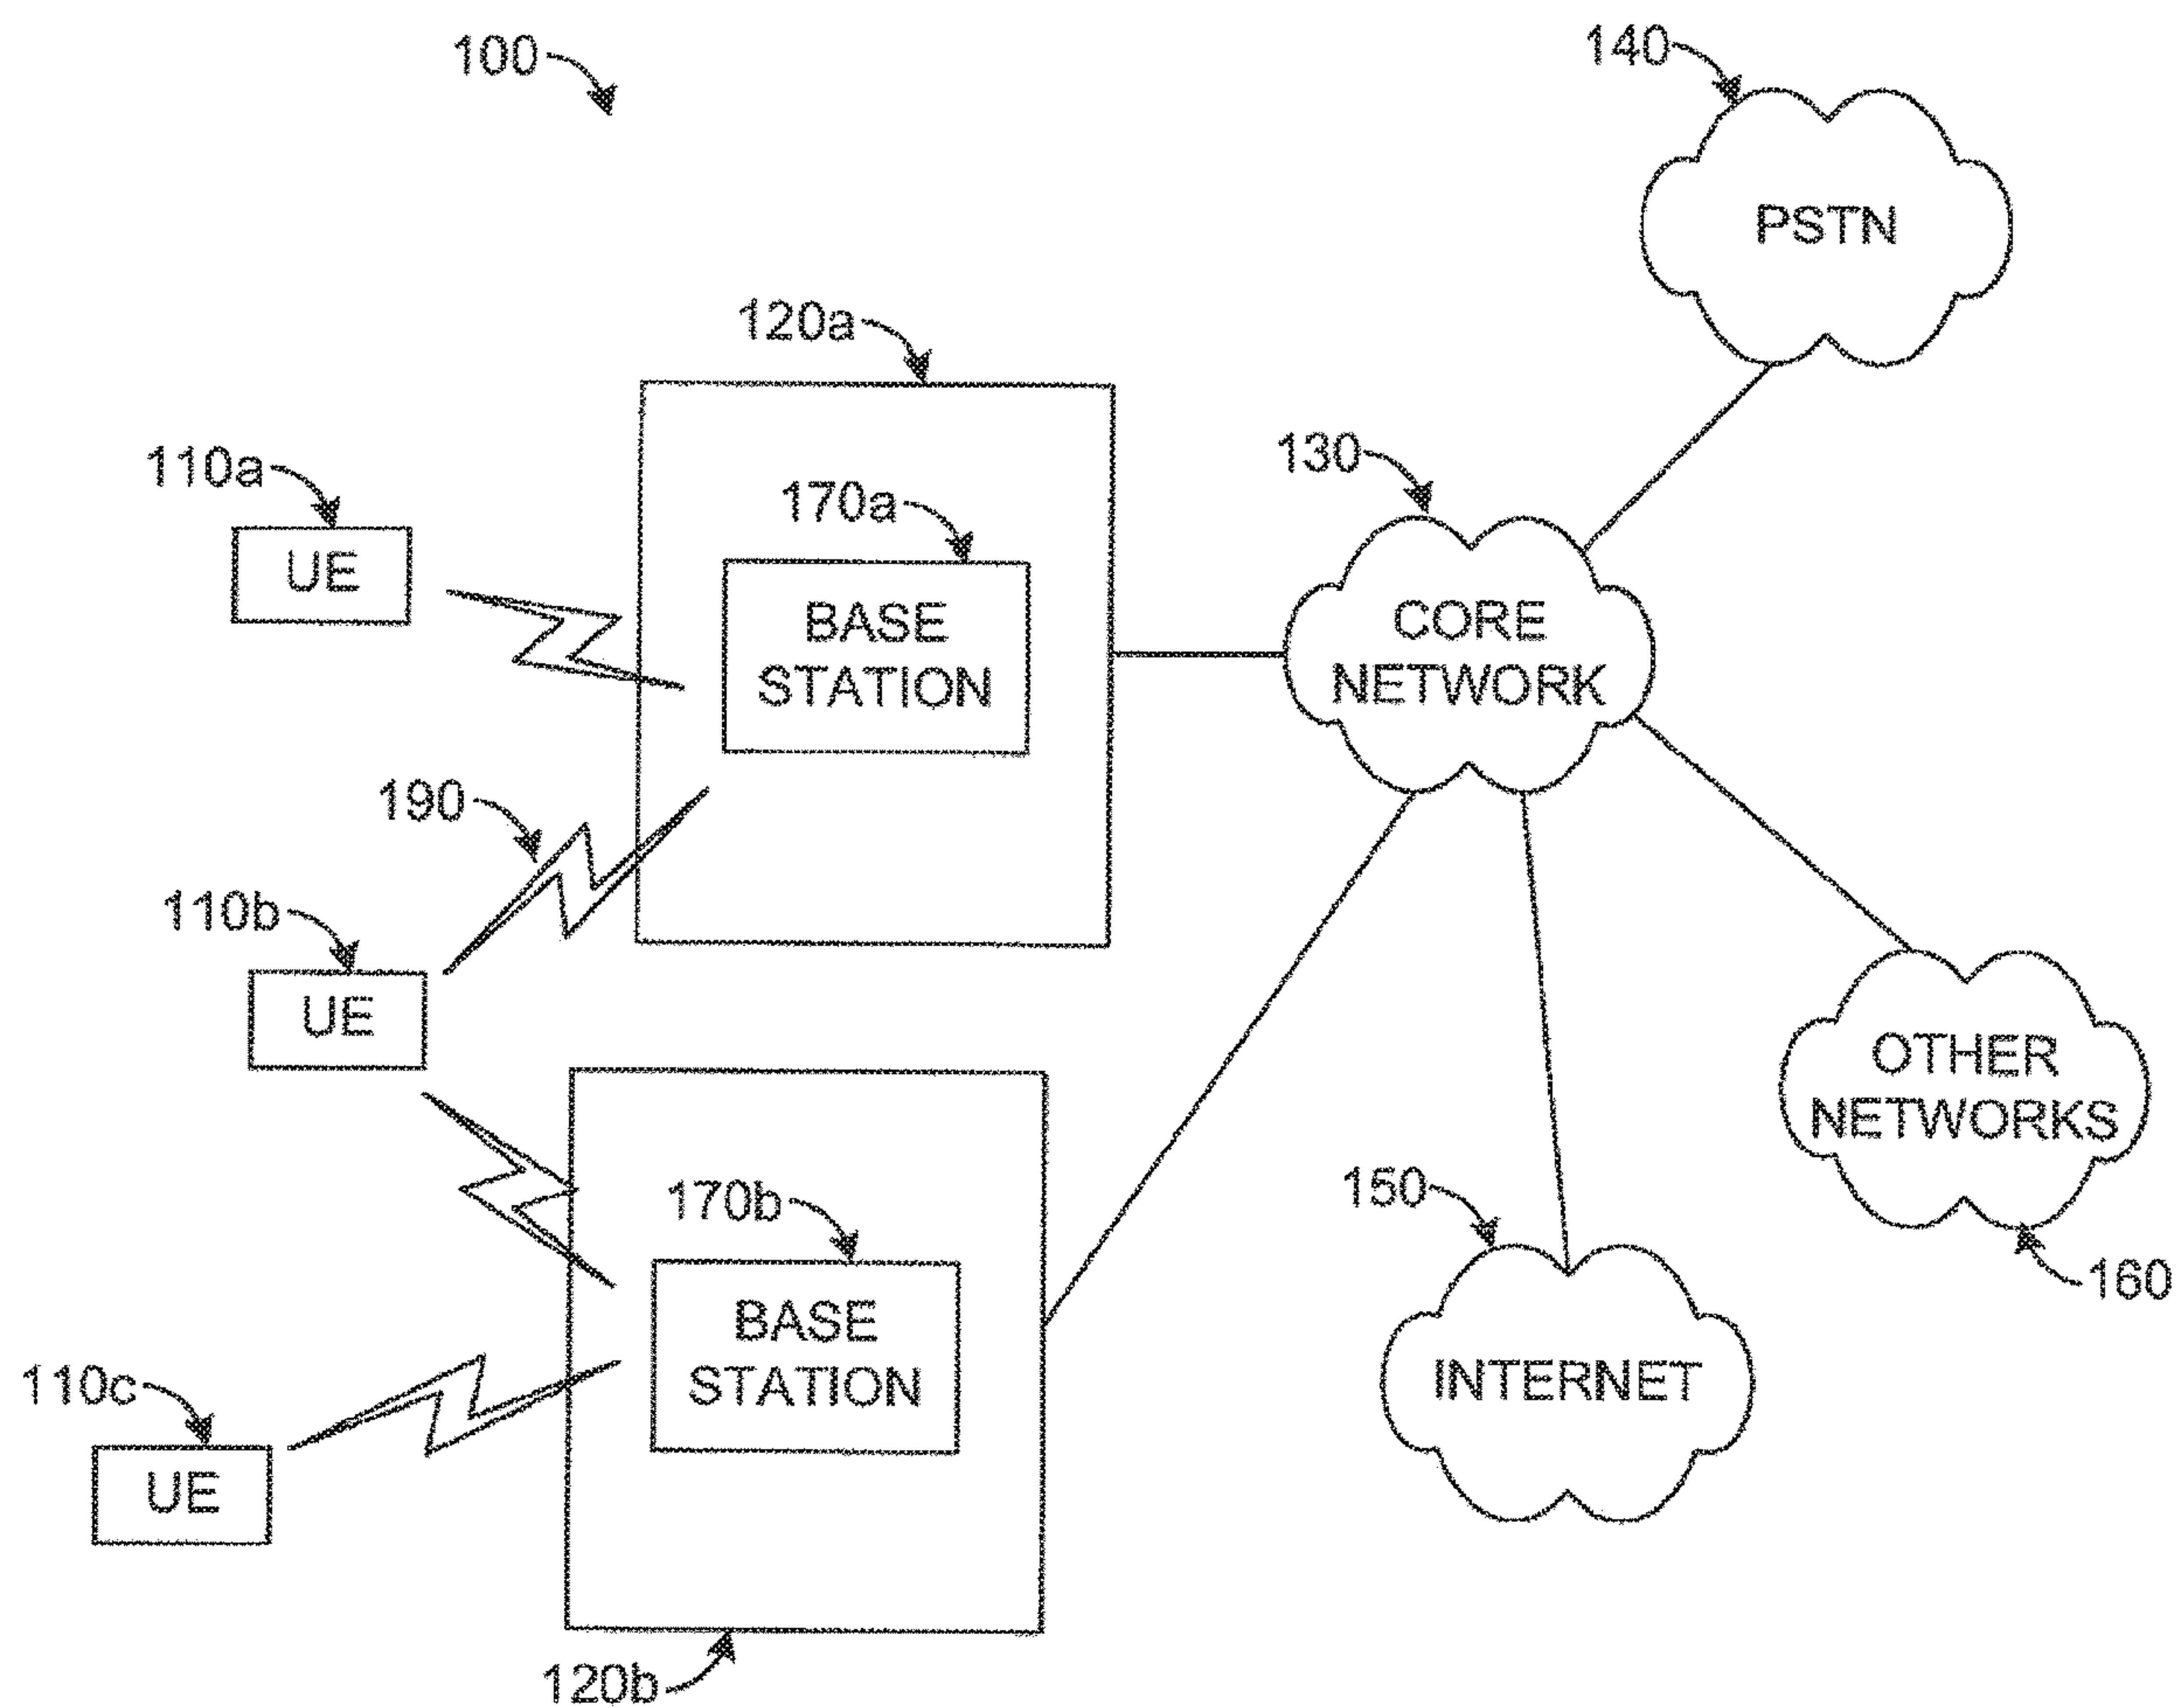 100
140
PSTN
120a
130
110a
170a
UE
BASE
STATION
CORE
NETWORK
190
110b
UE
OTHER
NETWORKS
170b
150
160
BASE
STATION
INTERNET
110c
UE
120b